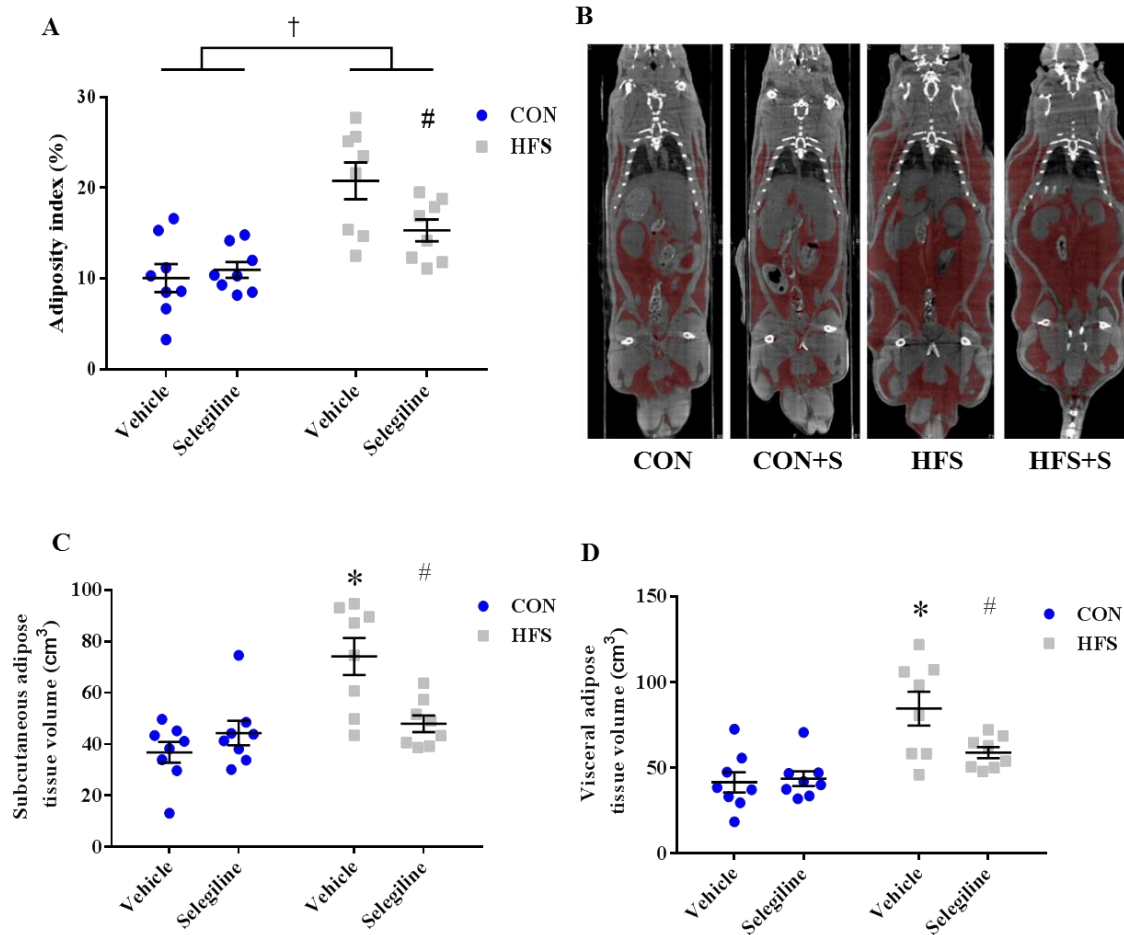 A
†
30
20
10
0
Adiposity index (%)
#
CON
HFS
Vehicle
Selegiline
Vehicle
Selegiline
B
CON
CON+S
HFS
HFS+S
C
100
80
60
40
20
0
Subcutaneous adipose
tissue volume (cm³)
*
#
CON
HFS
Vehicle
Selegiline
Vehicle
Selegiline
D
150
100
50
0
Visceral adipose
tissue volume (cm³)
*
#
CON
HFS
Vehicle
Selegiline
Vehicle
Selegiline